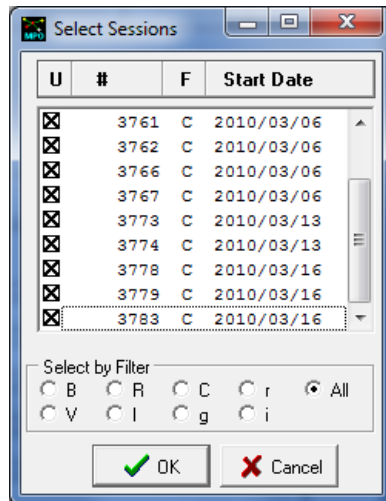 MPO Select Sessions
U # F Start Date
3761 C 2010/03/06
3762 C 2010/03/06
3766 C 2010/03/06
3767 C 2010/03/06
3773 C 2010/03/13
3774 C 2010/03/13
3778 C 2010/03/16
3779 C 2010/03/16
3783 C 2010/03/16
Select by Filter
B R C r All
V I g i
OK Cancel